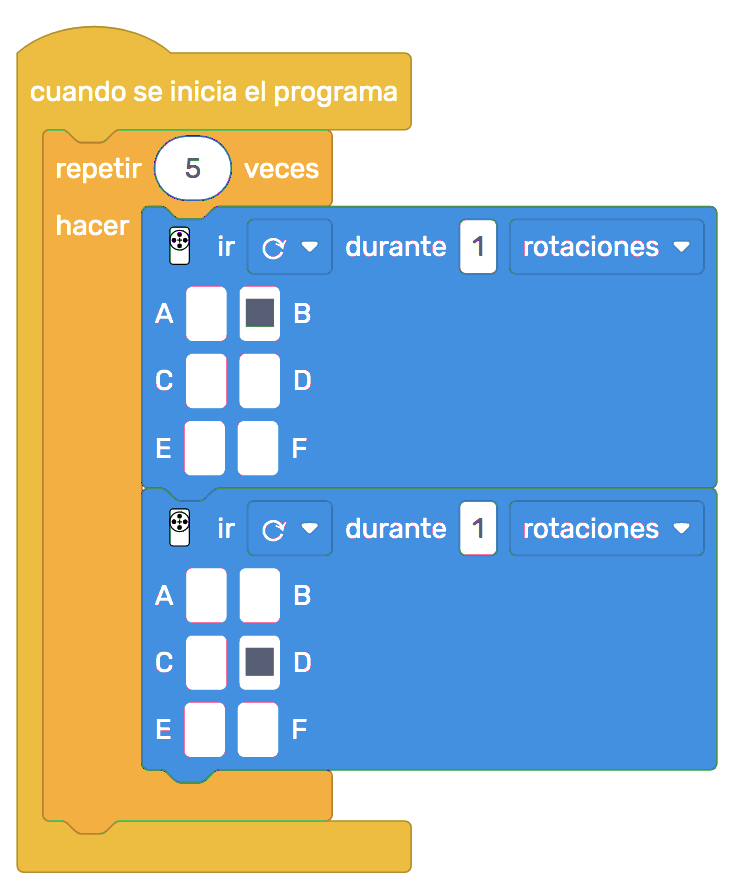 cuando se inicia el programa
repetir 5 veces
hacer
ir durante 1 rotaciones
A B
C D
E F
ir durante 1 rotaciones
A B
C D
E F